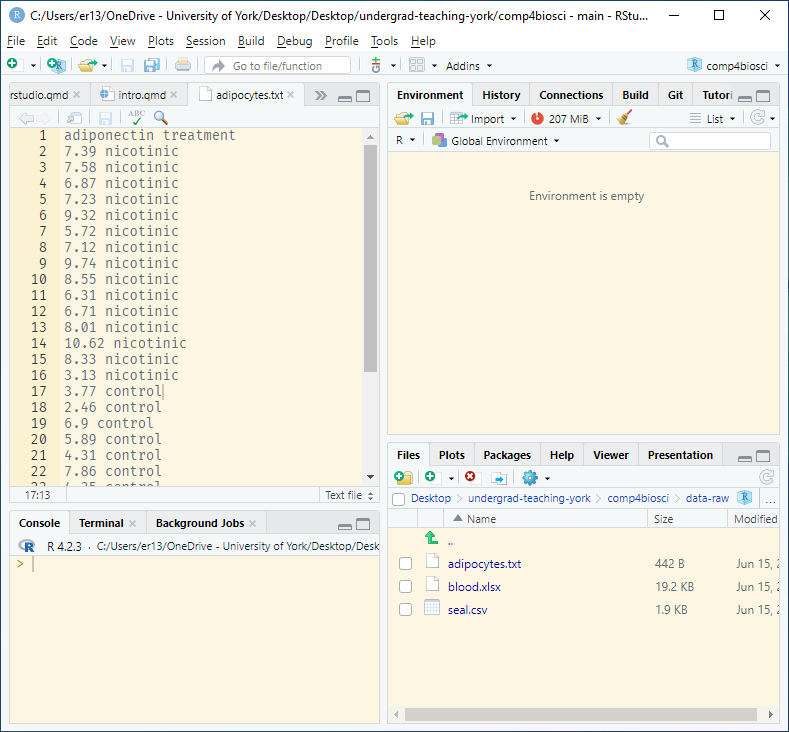 C:/Users/er13/OneDrive - University of York/Desktop/Desktop/undergrad-teaching-york/comp4biosci - main - RStu...
File Edit Code View Plots Session Build Debug Profile Tools Help
Go to file/function Addins comp4biosci
rstudio.qmd intro.qmd adipocytes.txt
ABC
1 adiponectin treatment
2 7.39 nicotinic
3 7.58 nicotinic
4 6.87 nicotinic
5 7.23 nicotinic
6 9.32 nicotinic
7 5.72 nicotinic
8 7.12 nicotinic
9 9.74 nicotinic
10 8.55 nicotinic
11 6.31 nicotinic
12 6.71 nicotinic
13 8.01 nicotinic
14 10.62 nicotinic
15 8.33 nicotinic
16 3.13 nicotinic
17 3.77 control
18 2.46 control
19 6.9 control
20 5.89 control
21 4.31 control
22 7.86 control
23 4.35 control
17:13 Text file
Console Terminal Background Jobs
R 4.2.3 · C:/Users/er13/OneDrive - University of York/Desktop/Desk
>
Environment History Connections Build Git Tutori
Import 207 MiB List
R Global Environment
Environment is empty
Files Plots Packages Help Viewer Presentation
Desktop undergrad-teaching-york comp4biosci data-raw ...
Name Size Modified
..
adipocytes.txt 442 B Jun 15, 2
blood.xlsx 19.2 KB Jun 15, 2
seal.csv 1.9 KB Jun 15, 2